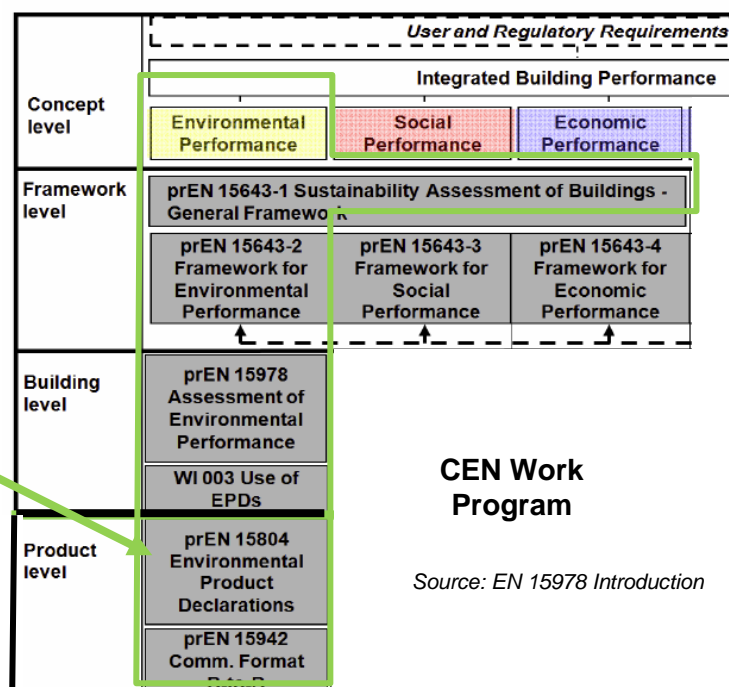 User and Regulatory Requirements
Integrated Building Performance
Concept
level
Environmental
Performance
Social
Performance
Economic
Performance
Framework
level
prEN 15643-1 Sustainability Assessment of Buildings -
General Framework
prEN 15643-2
Framework for
Environmental
Performance
prEN 15643-3
Framework for
Social
Performance
prEN 15643-4
Framework for
Economic
Performance
Building
level
prEN 15978
Assessment of
Environmental
Performance
WI 003 Use of
EPDs
CEN Work
Program
Product
level
prEN 15804
Environmental
Product
Declarations
Source: EN 15978 Introduction
prEN 15942
Comm. Format